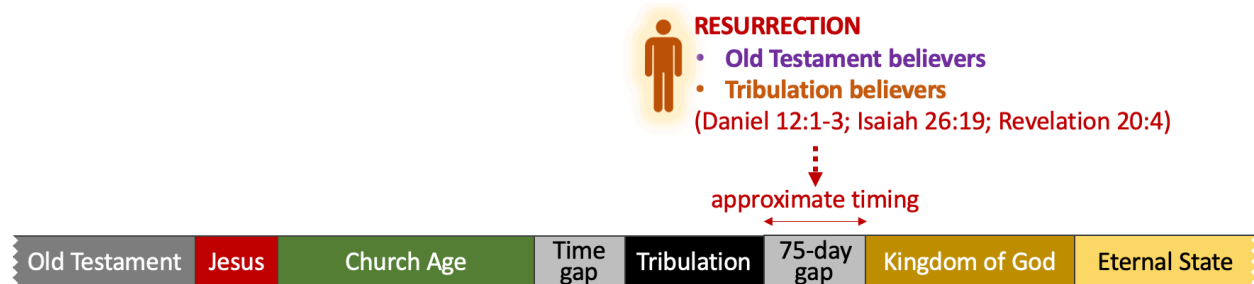 RESURRECTION
• Old Testament believers
• Tribulation believers
(Daniel 12:1-3; Isaiah 26:19; Revelation 20:4)
approximate timing
Old Testament
Jesus
Church Age
Time
gap
Tribulation
75-day
gap
Kingdom of God
Eternal State